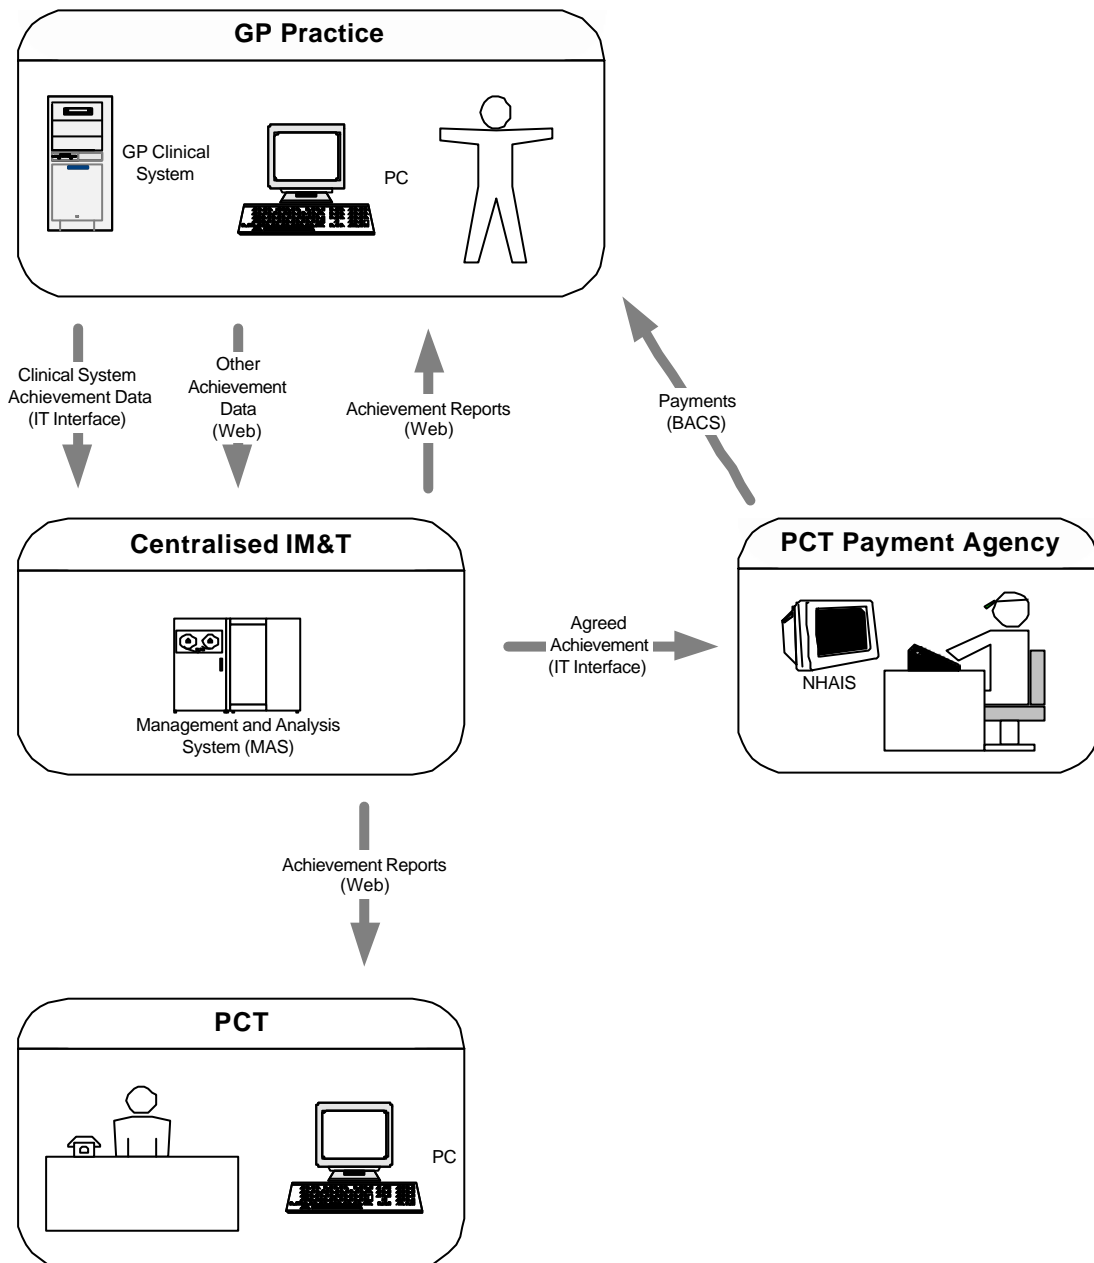 GP Practice
GP Clinical
System
PC
Clinical System
Achievement Data
(IT Interface)
Other
Achievement
Data
(Web)
Achievement Reports
(Web)
Payments
(BACS)
Centralised IM&T
Management and Analysis
System (MAS)
Agreed
Achievement
(IT Interface)
PCT Payment Agency
NHAIS
Achievement Reports
(Web)
PCT
PC